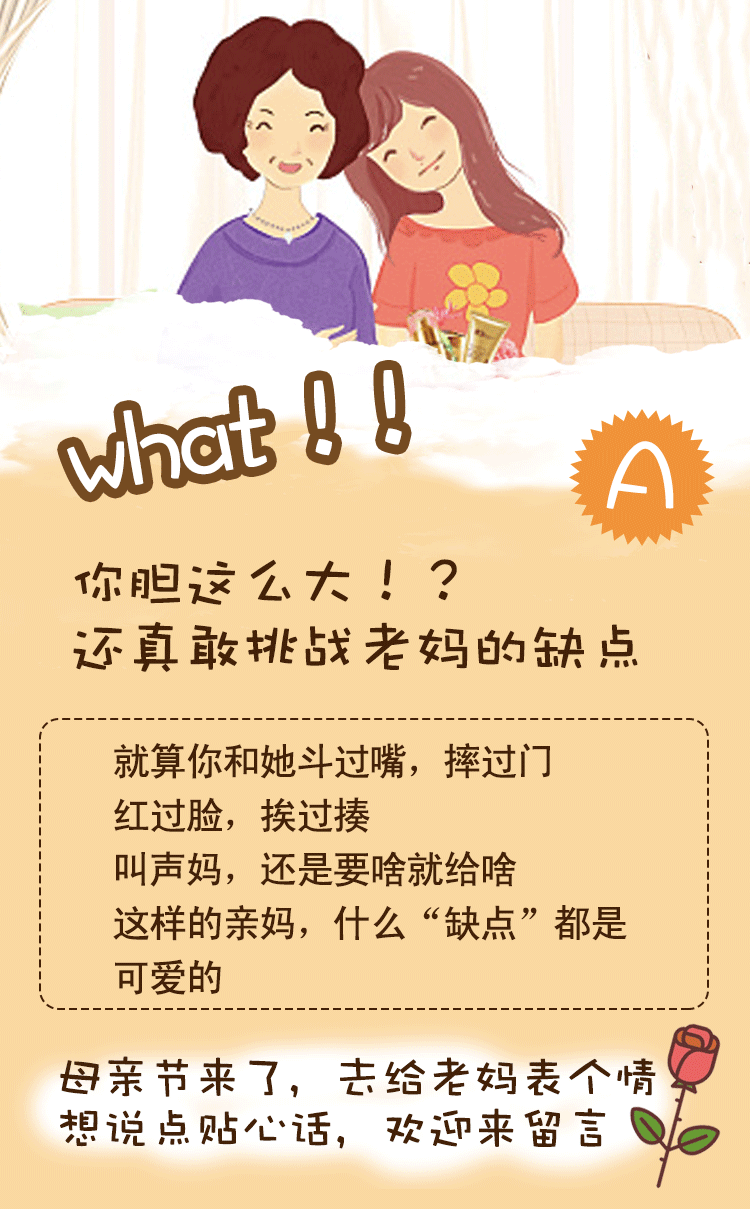 what！！
A
你胆这么大！？
还真敢挑战老妈的缺点
就算你和她斗过嘴，摔过门
红过脸，挨过揍
叫声妈，还是要啥就给啥
这样的亲妈，什么“缺点”都是
可爱的
母亲节来了，去给老妈表个情
想说点贴心话，欢迎来留言